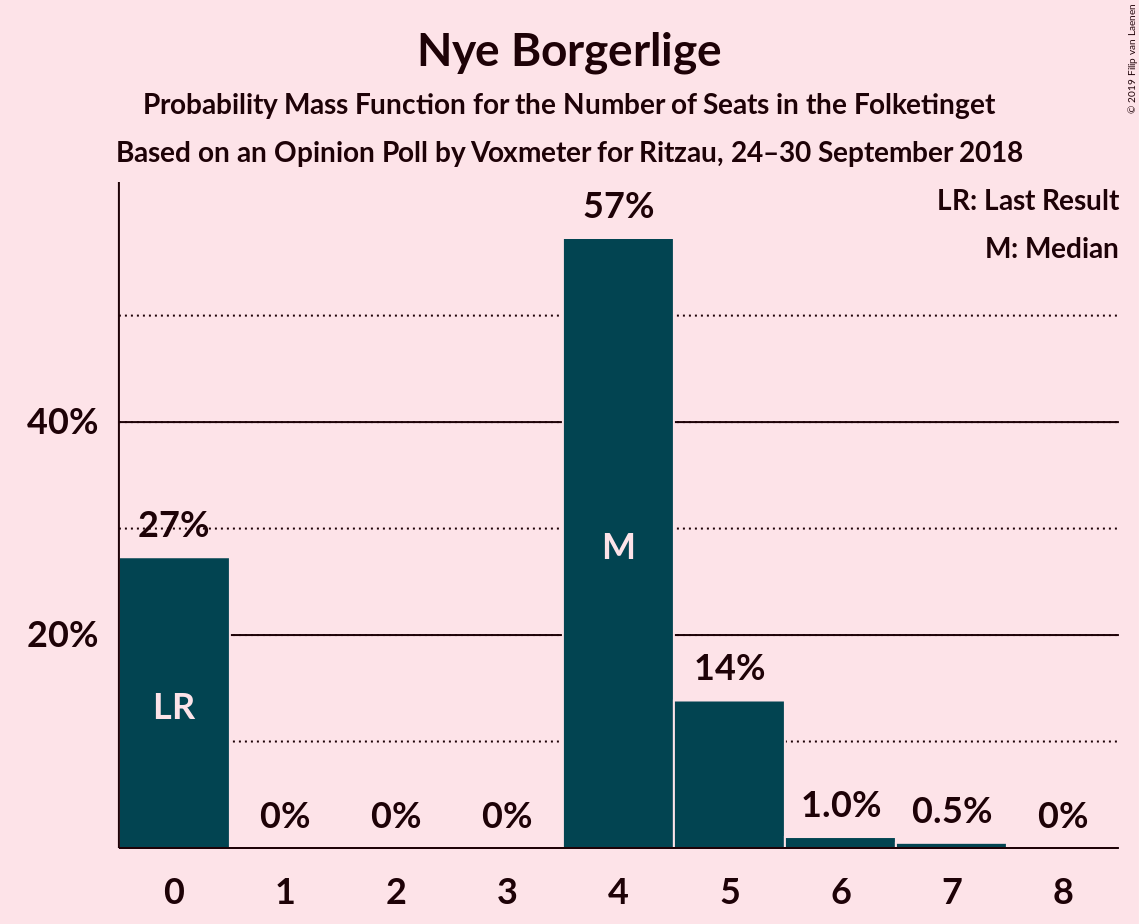 Nye Borgerlige
Probability Mass Function for the Number of Seats in the Folketinget
Based on an Opinion Poll by Voxmeter for Ritzau, 24–30 September 2018
© 2019 Filip van Laenen
LR: Last Result
M: Median
57%
40%
27%
M
20%
14%
LR
0%
0%
0%
1.0%
0.5%
0%
0 1 2 3 4 5 6 7 8